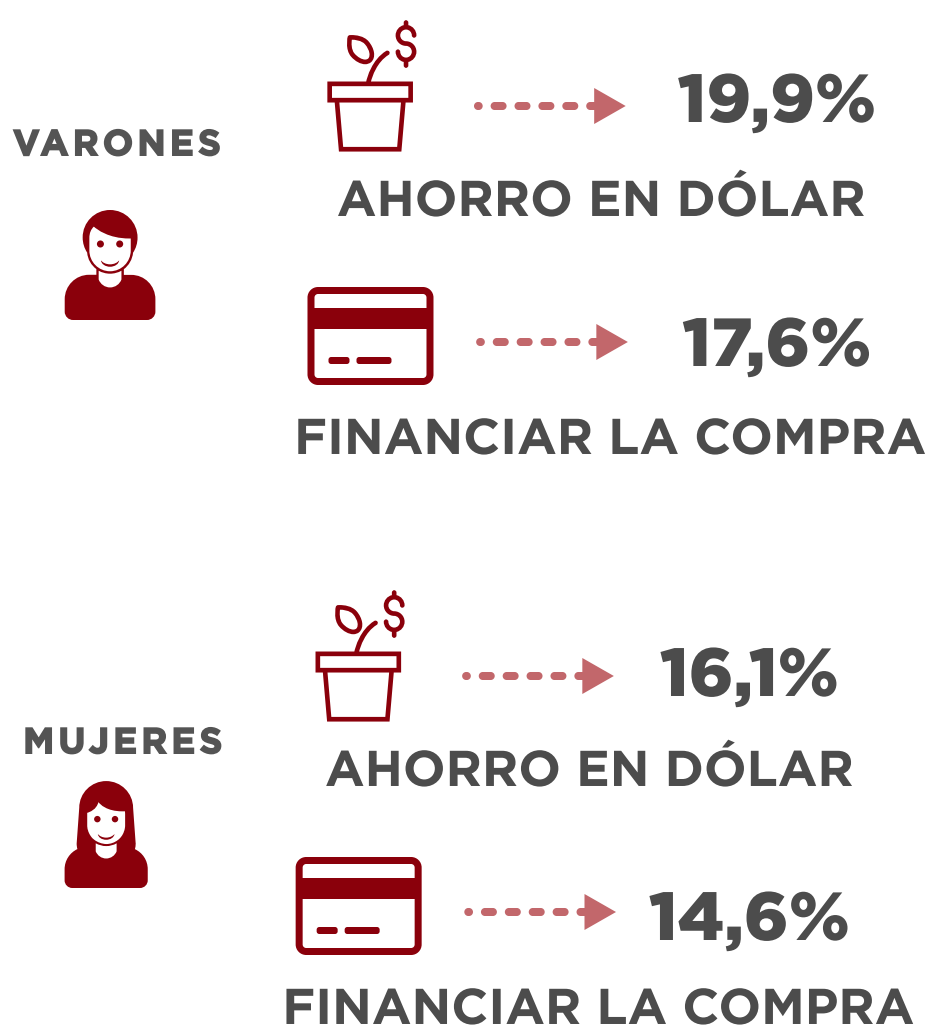 VARONES
19,9%
AHORRO EN DÓLAR
17,6%
FINANCIAR LA COMPRA
MUJERES
16,1%
AHORRO EN DÓLAR
14,6%
FINANCIAR LA COMPRA